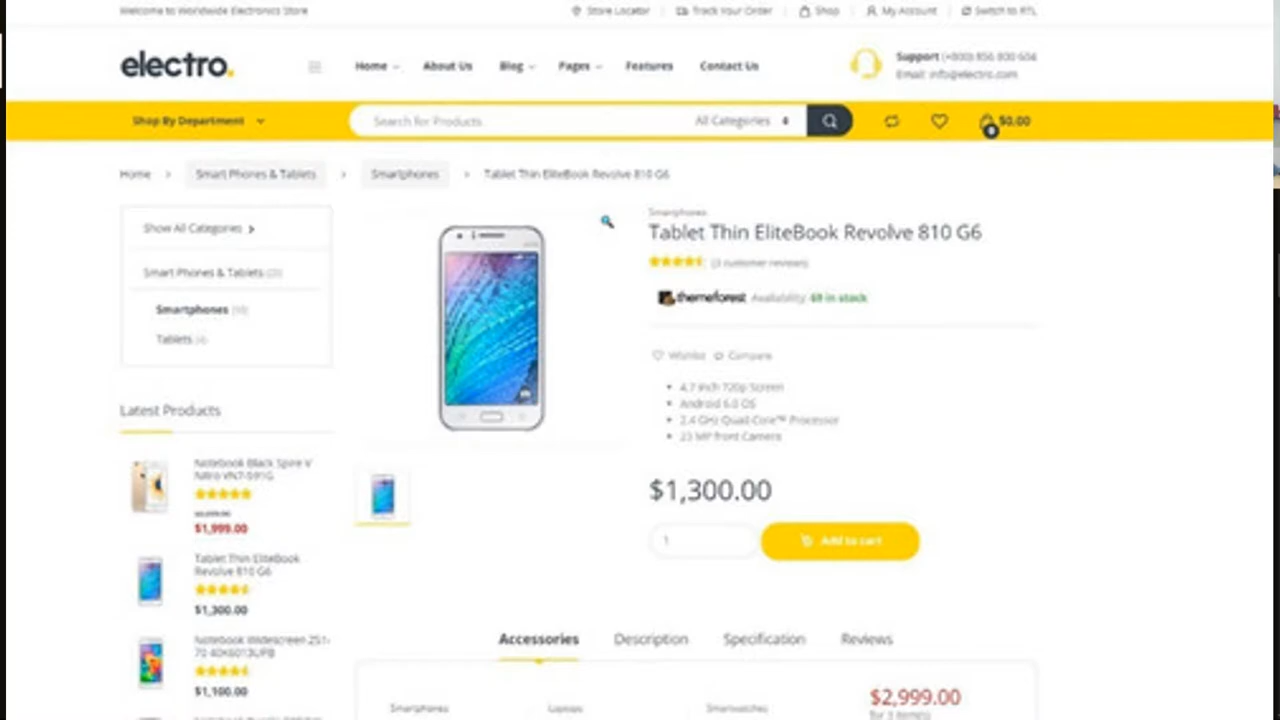 Welcome to Worldwide Electronics Store
Store Locator
Track Your Order
Shop
My Account
Switch to RTL
electro.
Home
About Us
Blog
Pages
Features
Contact Us
Support (+800) 856 800 604
Email: info@electro.com
Shop By Department
Search for Products
All Categories
0
$0.00
Home
Smart Phones & Tablets
Smartphones
Tablet Thin EliteBook Revolve 810 G6
Show All Categories
Smart Phones & Tablets
Smartphones
Tablets
Latest Products
Notebook Black Spire V
Nitro VN7-591G
$1,999.00
Tablet Thin EliteBook
Revolve 810 G6
$1,300.00
Notebook Widescreen
$1,100.00
Smartphones
Tablet Thin EliteBook Revolve 810 G6
(3 customer reviews)
themeforest Availability: 69 in stock
Wishlist
Compare
4.7 inch 720p Screen
Android 6.0 OS
2.4 GHz Quad-Core™ Processor
23 MP front Camera
$1,300.00
1
Add to cart
Accessories
Description
Specification
Reviews
Smartphones
Laptops
Smartwatches
$2,999.00
for 3 item(s)